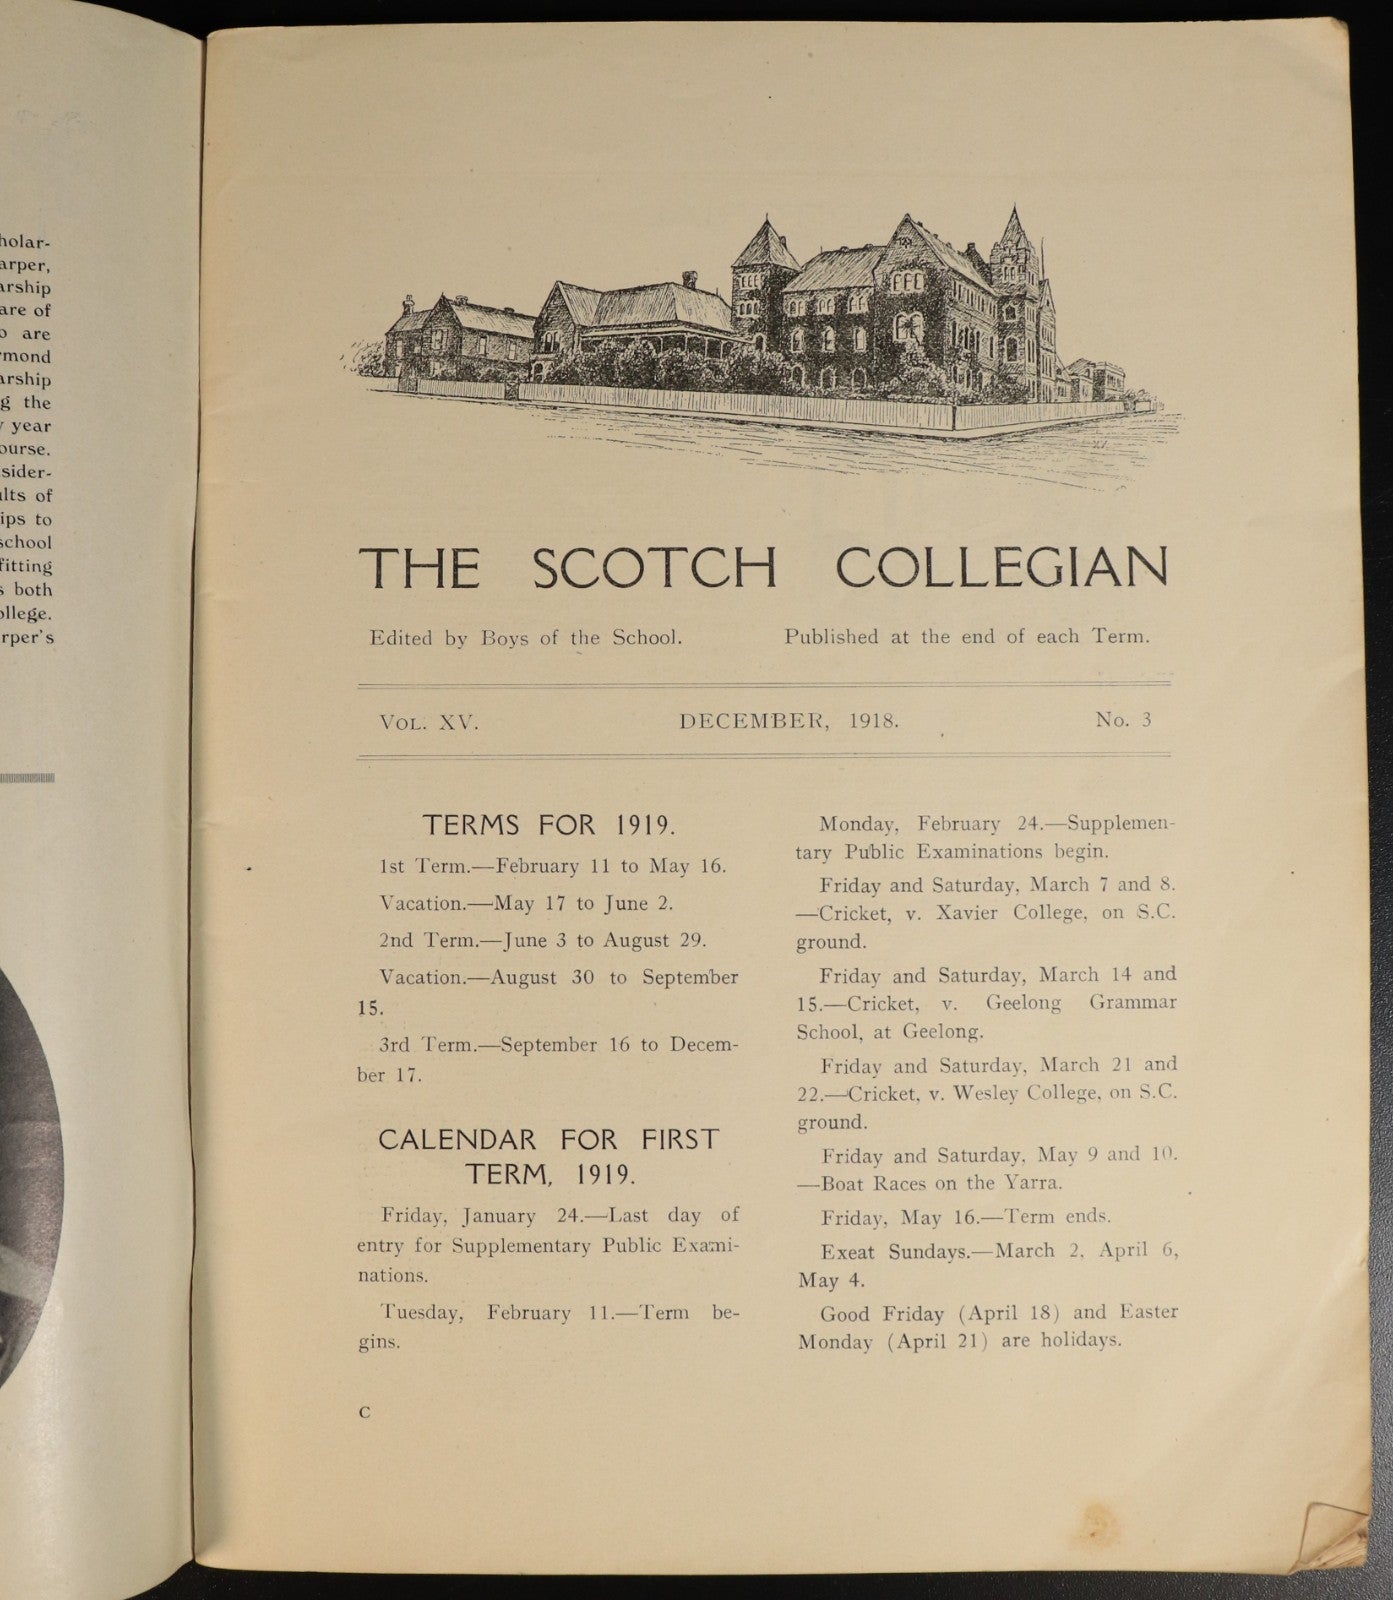 holar-
arper,
arship
are of
are
rmond
arship
g the
year
ourse.
sider-
ults of
ips to
school
fitting
s both
ollege.
rper's
THE SCOTCH COLLEGIAN
Edited by Boys of the School. Published at the end of each Term.
VOL. XV. DECEMBER, 1918. No. 3
TERMS FOR 1919.
1st Term.—February 11 to May 16.
Vacation.—May 17 to June 2.
2nd Term.—June 3 to August 29.
Vacation.—August 30 to September
15.
3rd Term.—September 16 to Decem-
ber 17.
CALENDAR FOR FIRST
TERM, 1919.
Friday, January 24.—Last day of
entry for Supplementary Public Exami-
nations.
Tuesday, February 11.—Term be-
gins.
C
Monday, February 24.—Supplemen-
tary Public Examinations begin.
Friday and Saturday, March 7 and 8.
—Cricket, v. Xavier College, on S.C.
ground.
Friday and Saturday, March 14 and
15.—Cricket, v. Geelong Grammar
School, at Geelong.
Friday and Saturday, March 21 and
22.—Cricket, v. Wesley College, on S.C.
ground.
Friday and Saturday, May 9 and 10.
—Boat Races on the Yarra.
Friday, May 16.—Term ends.
Exeat Sundays.—March 2, April 6,
May 4.
Good Friday (April 18) and Easter
Monday (April 21) are holidays.